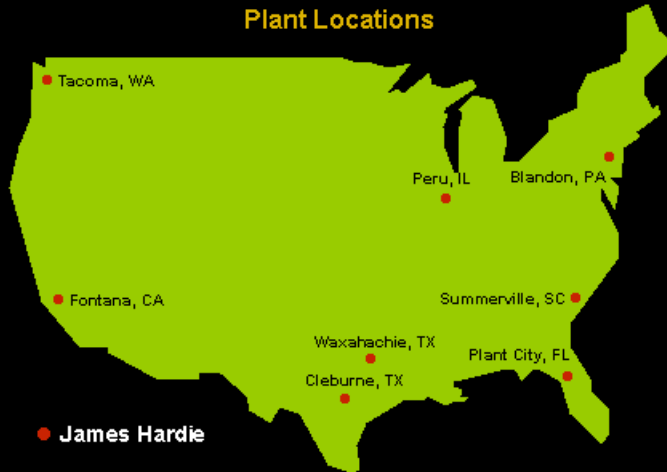 Plant Locations
Tacoma, WA
Peru, IL
Blandon, PA
Fontana, CA
Summerville, SC
Waxahachie, TX
Plant City, FL
Cleburne, TX
James Hardie